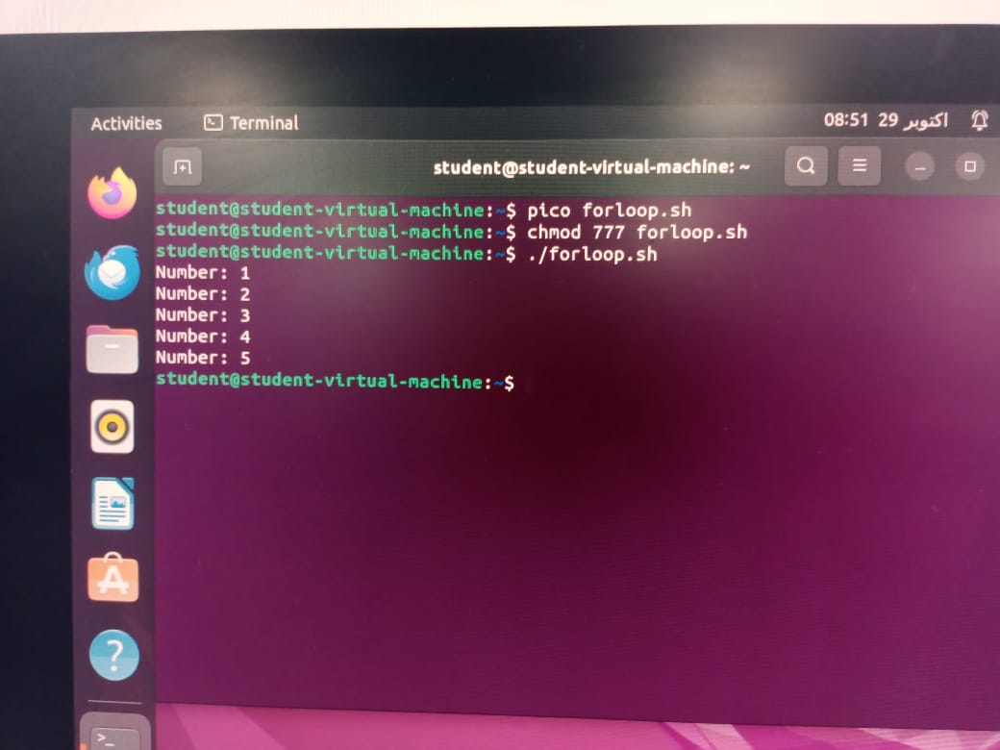 Activities Terminal 08:51 29 اکتوبر
student@student-virtual-machine: ~
student@student-virtual-machine:~$ pico forloop.sh
student@student-virtual-machine:~$ chmod 777 forloop.sh
student@student-virtual-machine:~$ ./forloop.sh
Number: 1
Number: 2
Number: 3
Number: 4
Number: 5
student@student-virtual-machine:~$